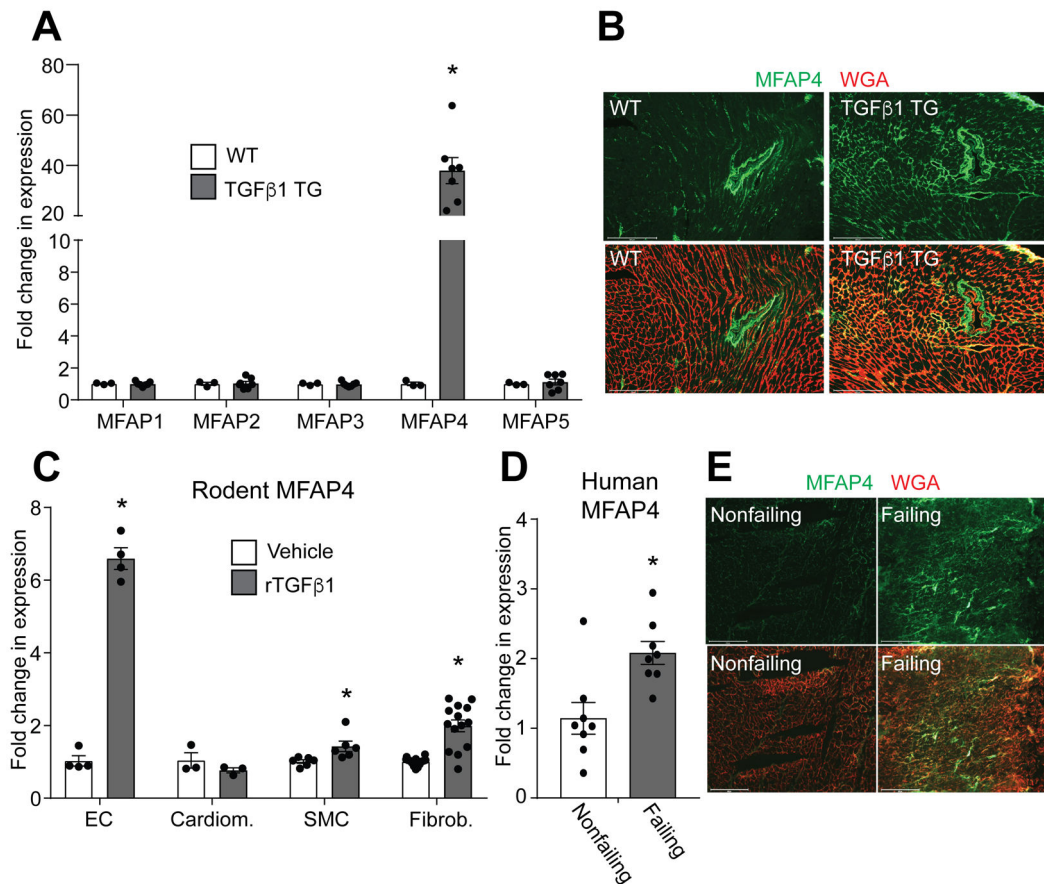 A
Fold change in expression
80
60
40
20
10
8
6
4
2
0
*
WT
TGFβ1 TG
MFAP1 MFAP2 MFAP3 MFAP4 MFAP5
B
MFAP4 WGA
WT TGFβ1 TG
WT TGFβ1 TG
C
Rodent MFAP4
Fold change in expression
8
6
4
2
0
*
Vehicle
rTGFβ1
*
*
EC Cardiom. SMC Fibrob.
D
Human
MFAP4
Fold change in expression
4
3
2
1
0
*
Nonfailing
Failing
E
MFAP4 WGA
Nonfailing Failing
Nonfailing Failing